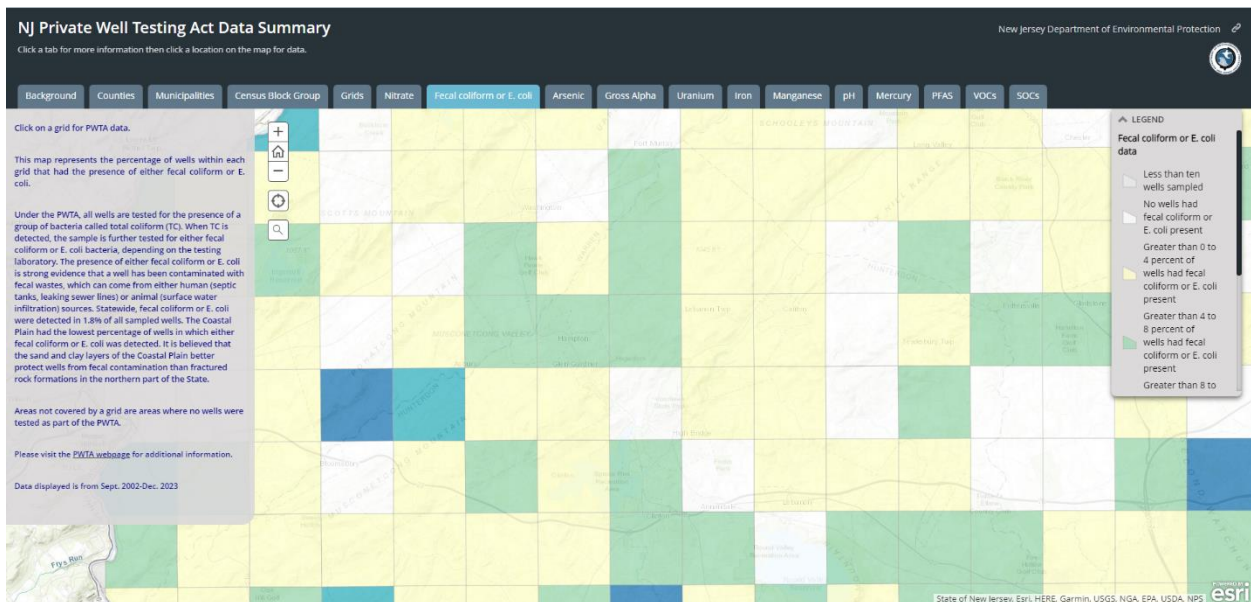 NJ Private Well Testing Act Data Summary
New Jersey Department of Environmental Protection
Click a tab for more information then click a location on the map for data.
Background Counties Municipalities Census Block Group Grids Nitrate Fecal coliform or E. coli Arsenic Gross Alpha Uranium Iron Manganese pH Mercury PFAS VOCs SOCs
Click on a grid for PWTA data.
This map represents the percentage of wells within each
grid that had the presence of either fecal coliform or E.
coli.
Under the PWTA, all wells are tested for the presence of a
group of bacteria called total coliform (TC). When TC is
detected, the sample is further tested for either fecal
coliform or E. coli bacteria, depending on the testing
laboratory. The presence of either fecal coliform or E. coli
is strong evidence that a well has been contaminated with
fecal wastes, which can come from either human (septic
tanks, leaking sewer lines) or animal (surface water
infiltration) sources. Statewide, fecal coliform or E. coli
were detected in 1.8% of all sampled wells. The Coastal
Plain had the lowest percentage of wells in which either
fecal coliform or E. coli was detected. It is believed that
the sand and clay layers of the Coastal Plain better
protect wells from fecal contamination than fractured
rock formations in the northern part of the State.
Areas not covered by a grid are areas where no wells were
tested as part of the PWTA.
Please visit the PWTA webpage for additional information.
Data displayed is from Sept. 2002-Dec. 2023
Frys Run
SCHOOLEYS MOUNTAIN
SCOTTS MOUNTAIN
MUSCONETCONG VALLEY
Hampton
High Bridge
LEGEND
Fecal coliform or E. coli
data
Less than ten
wells sampled
No wells had
fecal coliform or
E. coli present
Greater than 0 to
4 percent of
wells had fecal
coliform or E. coli
present
Greater than 4 to
8 percent of
wells had fecal
coliform or E. coli
present
Greater than 8 to
State of New Jersey, Esri, HERE, Garmin, USGS, NGA, EPA, USDA, NPS
POWERED BY
esri